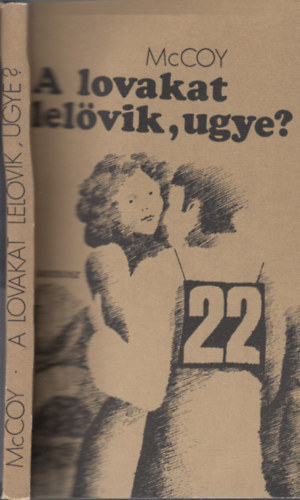 McCOY
A lovakat
lelövik, ugye?
22
McCOY · A LOVAKAT LELÖVIK, UGYE?